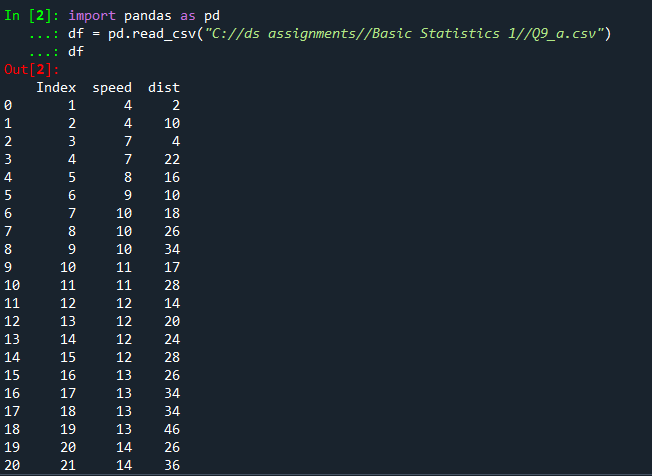 In [2]: import pandas as pd
...: df = pd.read_csv("C://ds assignments//Basic Statistics 1//Q9_a.csv")
...: df
Out[2]:
Index speed dist
0 1 4 2
1 2 4 10
2 3 7 4
3 4 7 22
4 5 8 16
5 6 9 10
6 7 10 18
7 8 10 26
8 9 10 34
9 10 11 17
10 11 11 28
11 12 12 14
12 13 12 20
13 14 12 24
14 15 12 28
15 16 13 26
16 17 13 34
17 18 13 34
18 19 13 46
19 20 14 26
20 21 14 36